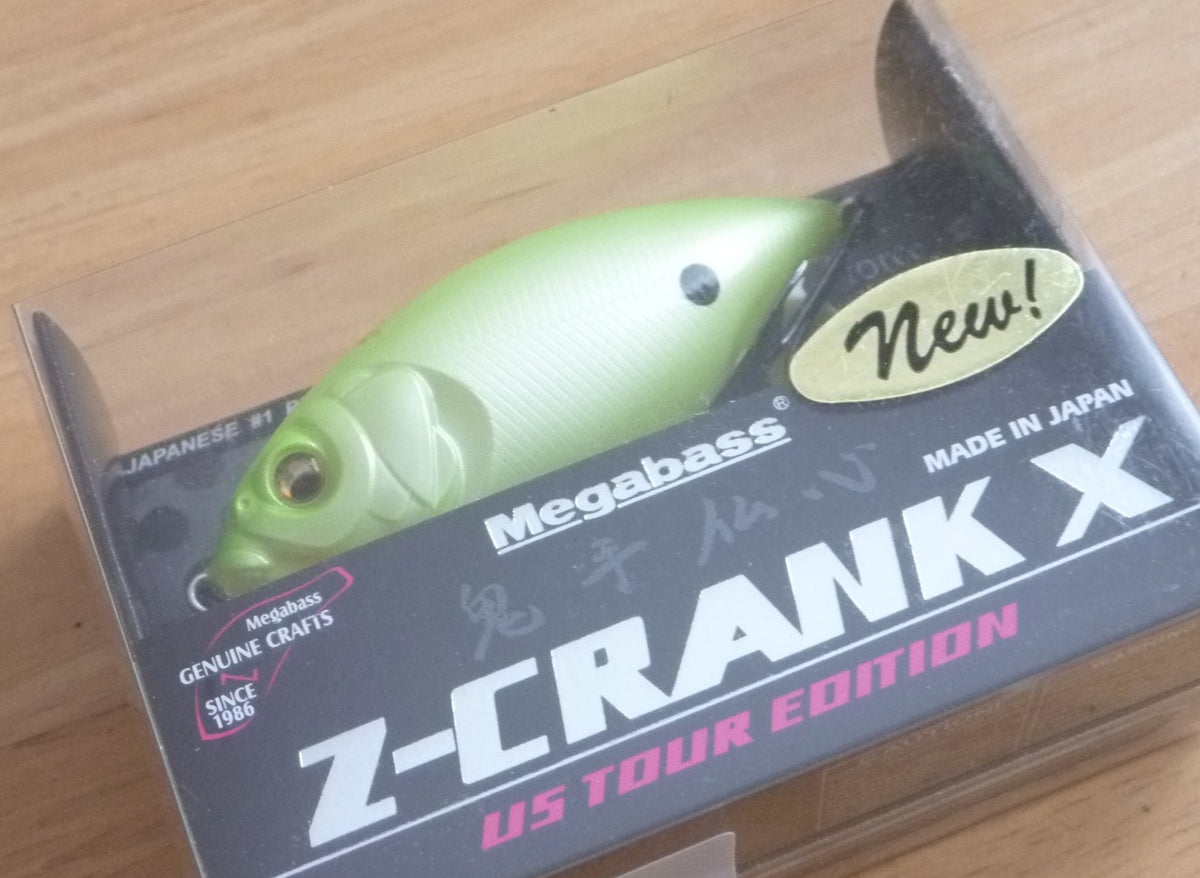 JAPANESE #1
New!
Megabass®
MADE IN JAPAN
鬼手仏心
Z-CRANK X
US TOUR EDITION
Megabass
GENUINE CRAFTS
SINCE
1986